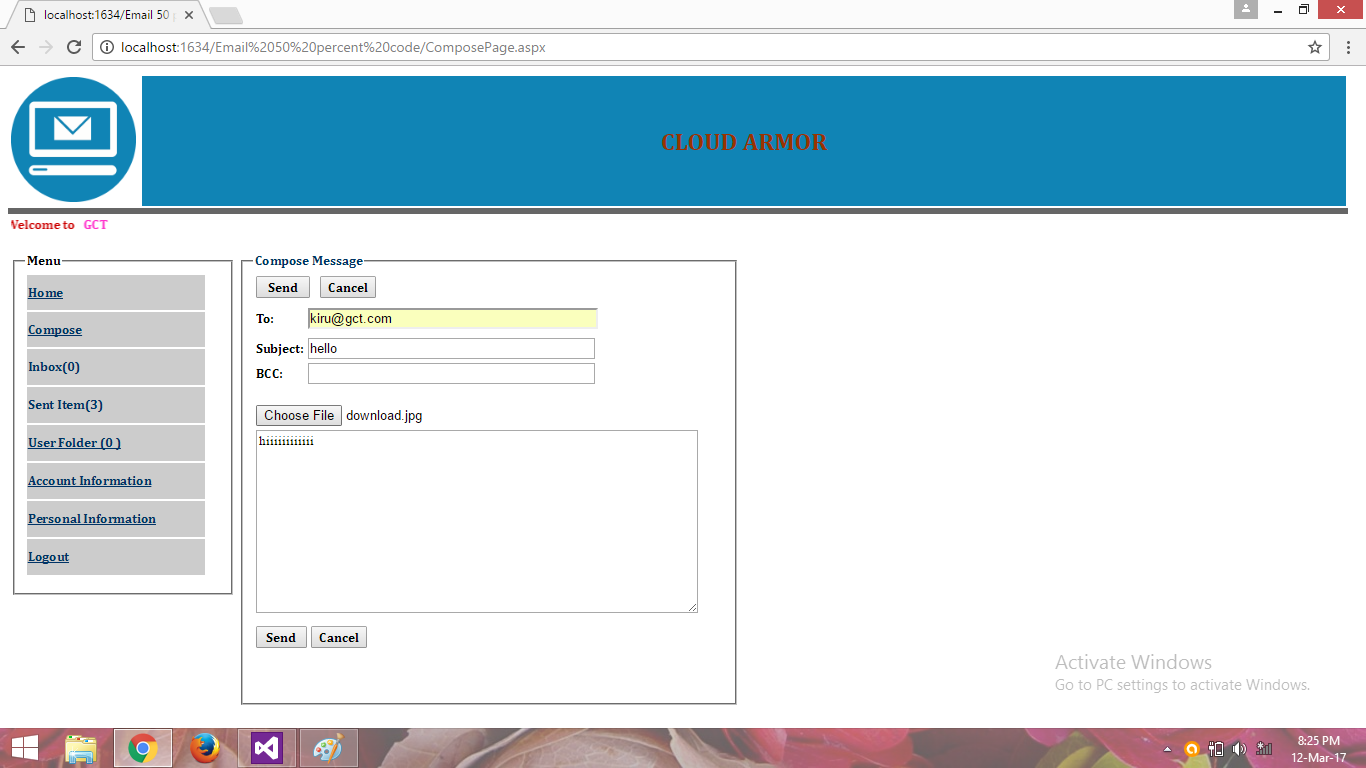 localhost:1634/Email 50
localhost:1634/Email%2050%20percent%20code/ComposePage.aspx
CLOUD ARMOR
Welcome to GCT
Menu
Home
Compose
Inbox(0)
Sent Item(3)
User Folder (0 )
Account Information
Personal Information
Logout
Compose Message
Send Cancel
To: kiru@gct.com
Subject: hello
BCC:
Choose File download.jpg
hiiiiiiiiiiii
Send Cancel
Activate Windows
Go to PC settings to activate Windows.
8:25 PM
12-Mar-17